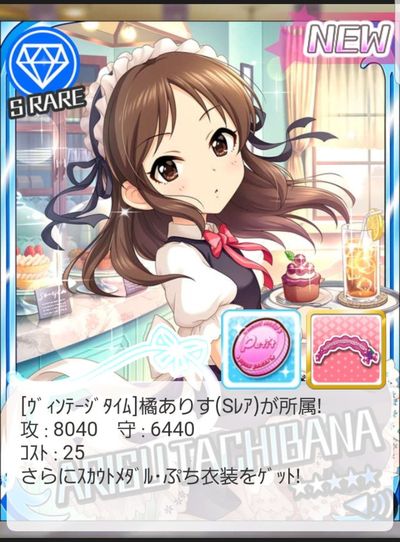 NEW
S RARE
Petit
[ｳﾞｨﾝﾃｰｼﾞﾀｲﾑ]橘ありす(Sﾚｱ)が所属!
攻 : 8040　守 : 6440
ｺｽﾄ : 25
さらにｽｶｳﾄﾒﾀﾞﾙ･ぷち衣装をｹﾞｯﾄ!
ARISU TACHIBANA